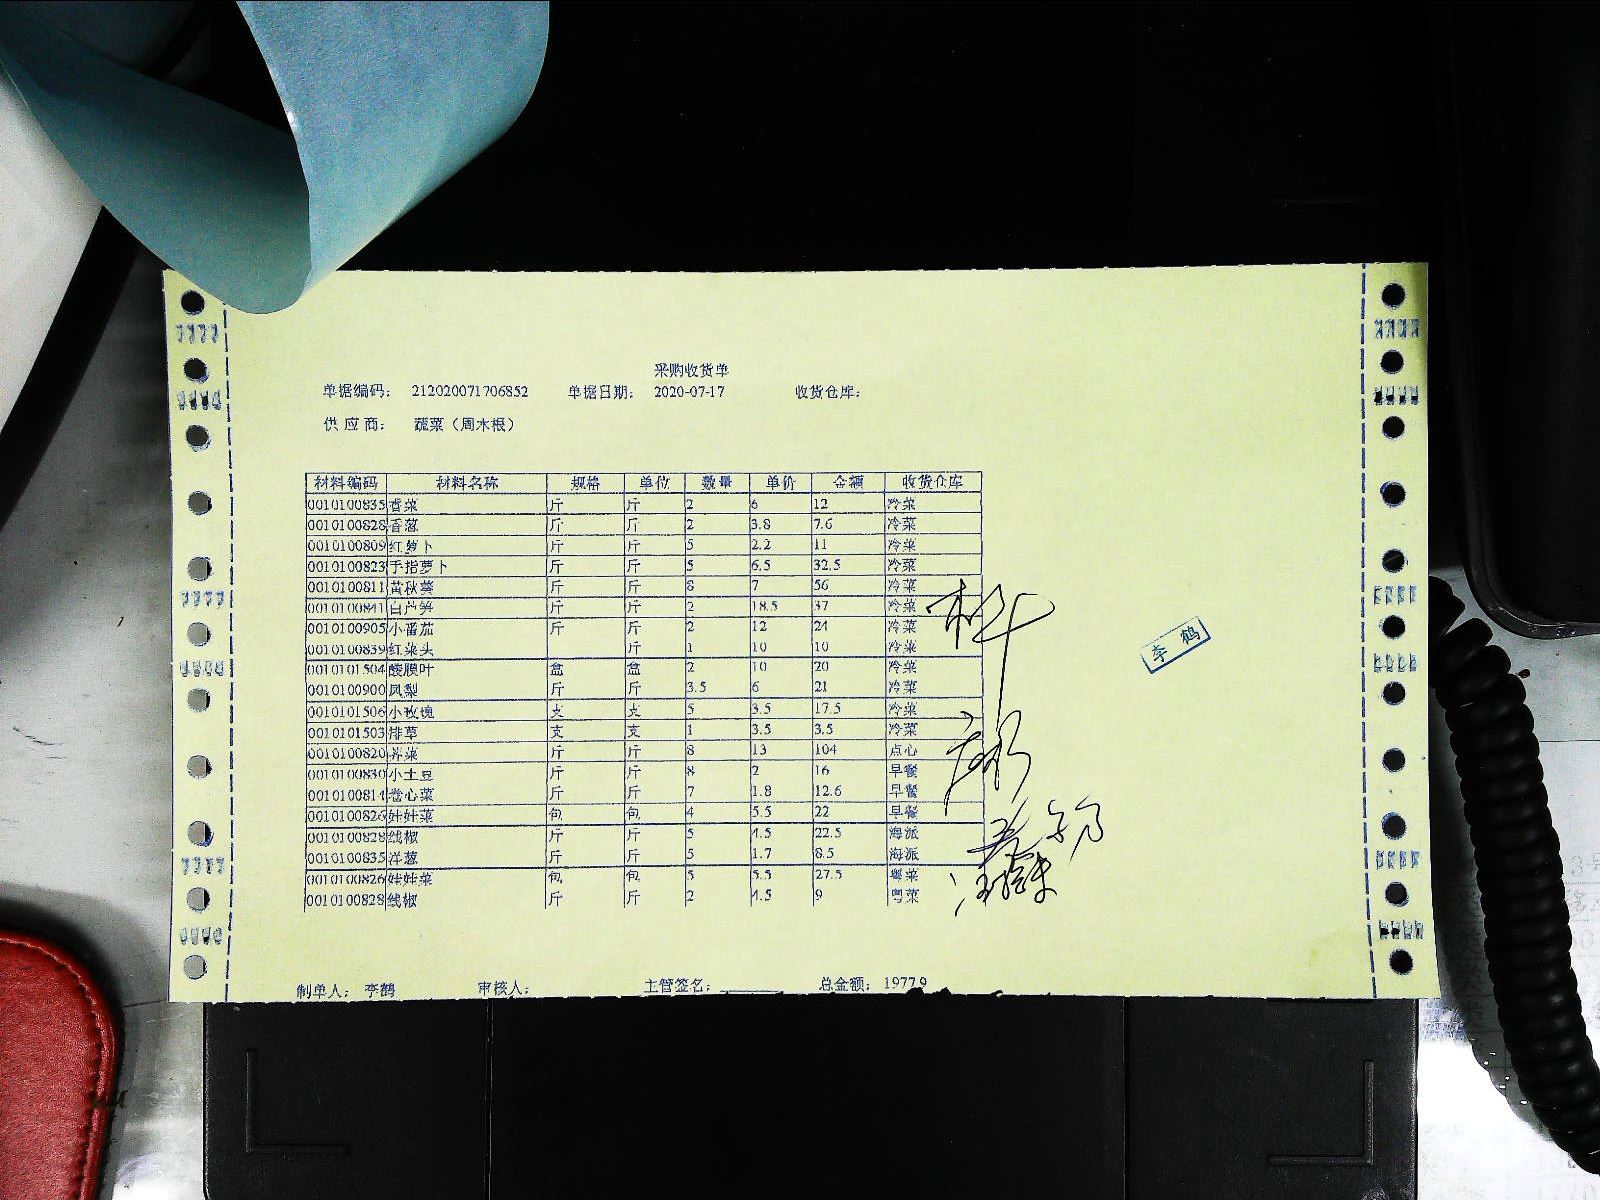 采购收货单
单据编码： 212020071706852 单据日期： 2020-07-17 收货仓库：
供应商： 蔬菜（周木根）
材料编码 材料名称 规格 单位 数量 单价 金额 收货仓库
0010100835 香菜 斤 斤 2 6 12 冷菜
0010100828 香葱 斤 斤 2 3.8 7.6 冷菜
0010100809 红萝卜 斤 斤 5 2.2 11 冷菜
0010100823 手指萝卜 斤 斤 5 6.5 32.5 冷菜
0010100811 黄秋葵 斤 斤 8 7 56 冷菜
0010100841 白芦笋 斤 斤 2 18.5 37 冷菜
0010100905 小番茄 斤 斤 2 12 24 冷菜
0010100839 红菜头 斤 1 10 10 冷菜
0010101504 酸膜叶 盒 盒 2 10 20 冷菜
0010100900 凤梨 斤 斤 3.5 6 21 冷菜
0010101506 小玫瑰 支 支 5 3.5 17.5 冷菜
0010101503 排草 支 支 1 3.5 3.5 冷菜
0010100820 荠菜 斤 斤 8 13 104 点心
0010100830 小土豆 斤 斤 8 2 16 早餐
0010100814 卷心菜 斤 斤 7 1.8 12.6 早餐
0010100826 娃娃菜 包 包 4 5.5 22 早餐
0010100828 线椒 斤 斤 5 4.5 22.5 海派
0010100835 洋葱 斤 斤 5 1.7 8.5 海派
0010100826 娃娃菜 包 包 5 5.5 27.5 粤菜
0010100828 线椒 斤 斤 2 4.5 9 粤菜
李鹤
制单人： 李鹤 审核人： 主管签名： 总金额： 1977.9